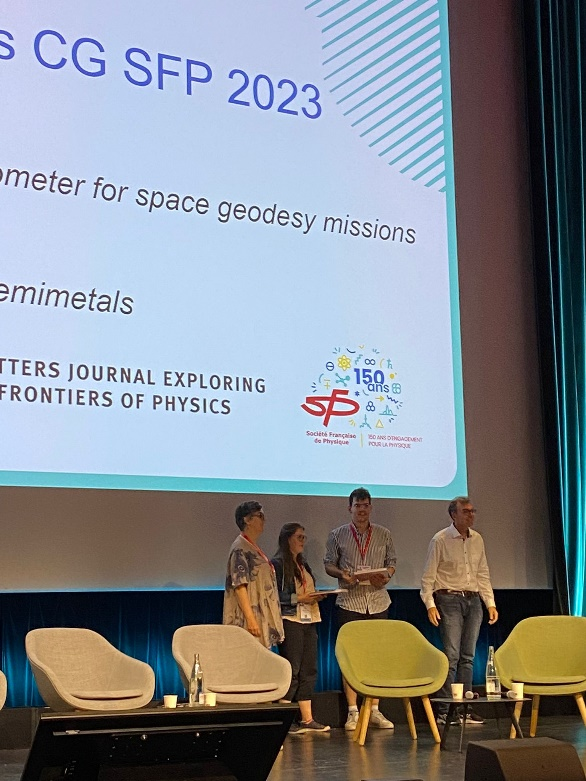 s CG SFP 2023
ometer for space geodesy missions
emimetals
TTERS JOURNAL EXPLORING
FRONTIERS OF PHYSICS
150
ans
sfp
Société Française
de Physique
150 ANS D'ENGAGEMENT
POUR LA PHYSIQUE